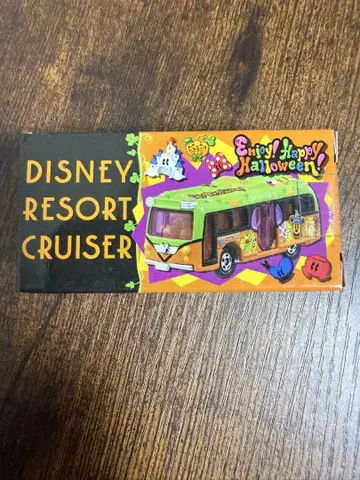 DISNEY
RESORT
CRUISER
Enjoy! Happy
Halloween!